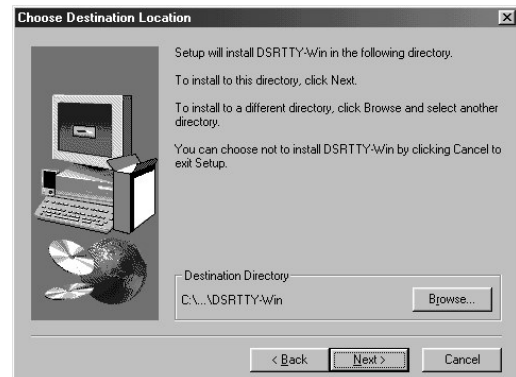 Choose Destination Location
Setup will install DSRTTY-Win in the following directory.
To install to this directory, click Next.
To install to a different directory, click Browse and select another
directory.
You can choose not to install DSRTTY-Win by clicking Cancel to
exit Setup.
Destination Directory
C:\...\DSRTTY-Win
Browse...
< Back
Next >
Cancel